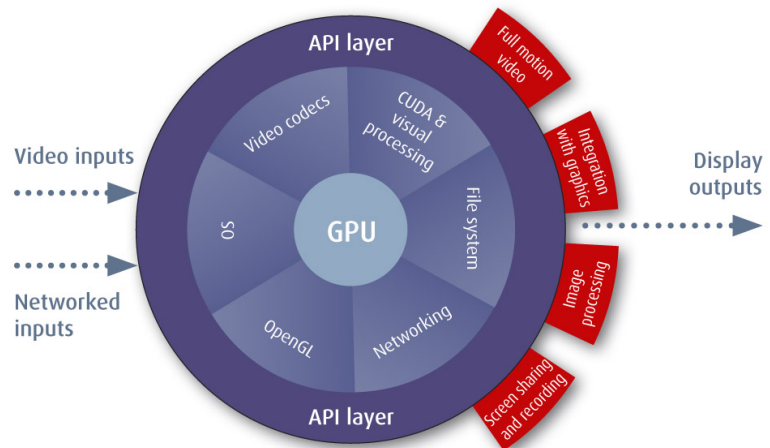 API layer
Full motion
video
Video codecs
CUDA &
visual
processing
Integration
with graphics
Video inputs
Display
outputs
OS
GPU
File system
Networked
inputs
Image
processing
OpenGL
Networking
Screen sharing
and recording
API layer